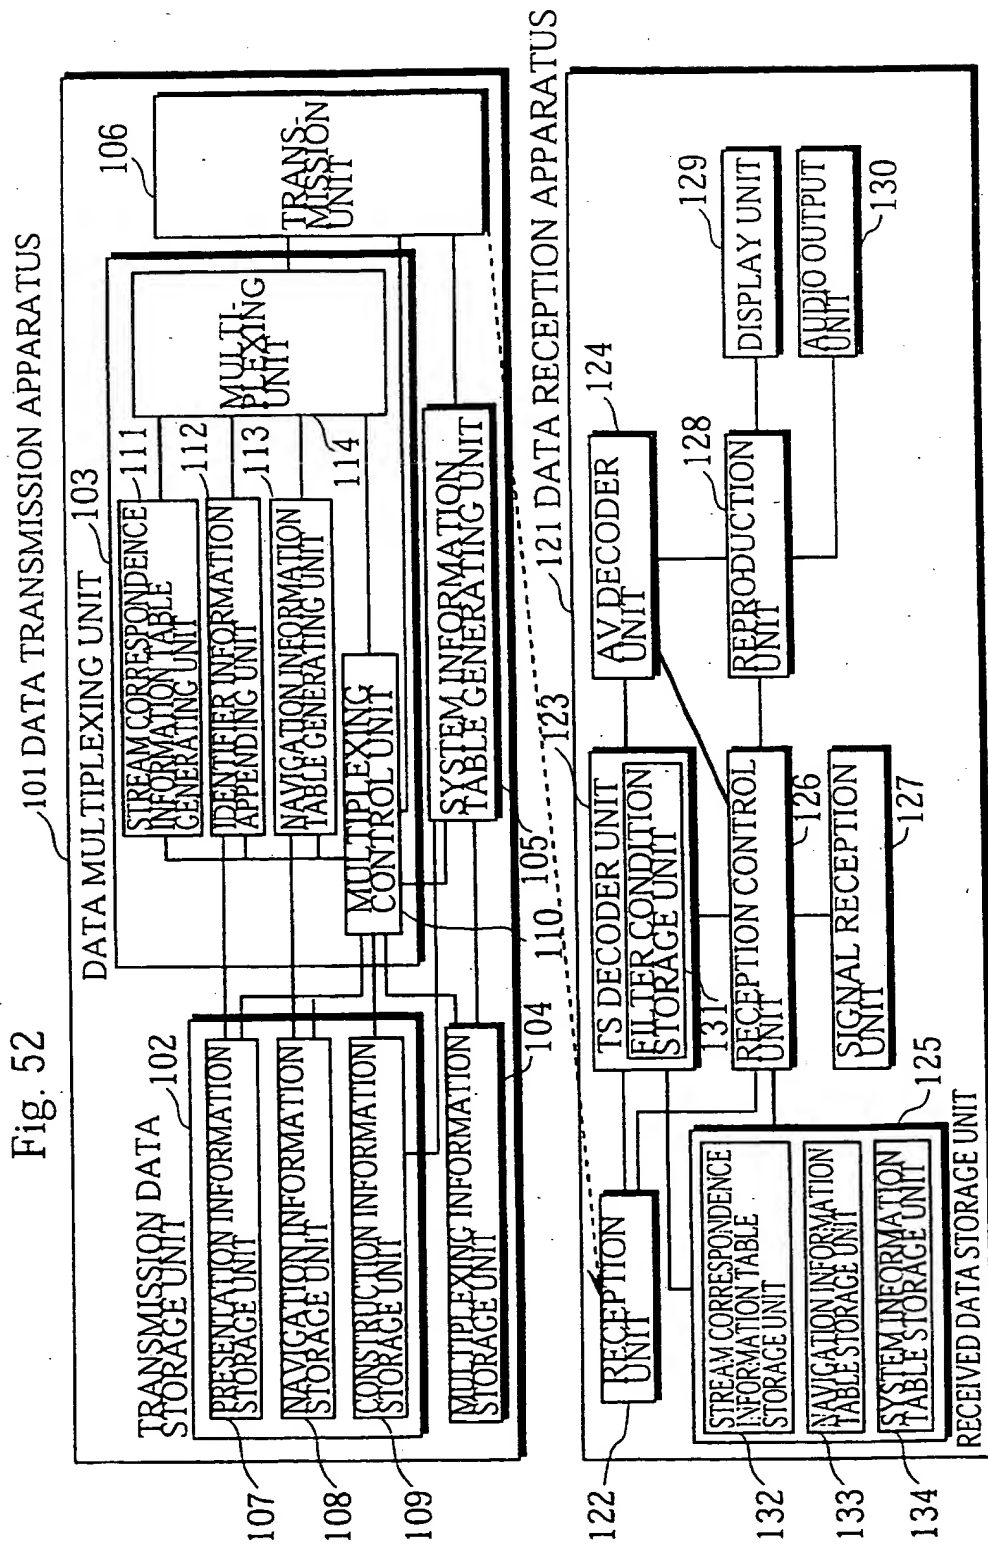 Fig. 52
101 DATA TRANSMISSION APPARATUS
DATA MULTIPLEXING UNIT 103
TRANSMISSION DATA
STORAGE UNIT
102
106
107
PRESENTATION INFORMATION
STORAGE UNIT
108
NAVIGATION INFORMATION
STORAGE UNIT
109
CONSTRUCTION INFORMATION
STORAGE UNIT
MULTIPLEXING INFORMATION
STORAGE UNIT
104
STREAM CORRESPONDENCE
INFORMATION TABLE
GENERATING UNIT
111
IDENTIFIER INFORMATION
APPENDING UNIT
112
NAVIGATION INFORMATION
TABLE GENERATING UNIT
113
MULTIPLEXING
CONTROL UNIT
110
MULTI-
PLEXING
UNIT
114
TRANS-
MISSION
UNIT
SYSTEM INFORMATION
TABLE GENERATING UNIT
105
121 DATA RECEPTION APPARATUS
122
RECEPTION
UNIT
123
TS DECODER UNIT
FILTER CONDITION
STORAGE UNIT
131
124
AV DECODER
UNIT
RECEPTION CONTROL
UNIT
126
SIGNAL RECEPTION
UNIT
127
128
REPRODUCTION
UNIT
129
DISPLAY UNIT
AUDIO OUTPUT
UNIT
130
125
132
STREAM CORRESPONDENCE
INFORMATION TABLE
STORAGE UNIT
133
NAVIGATION INFORMATION
TABLE STORAGE UNIT
134
SYSTEM INFORMATION
TABLE STORAGE UNIT
RECEIVED DATA STORAGE UNIT